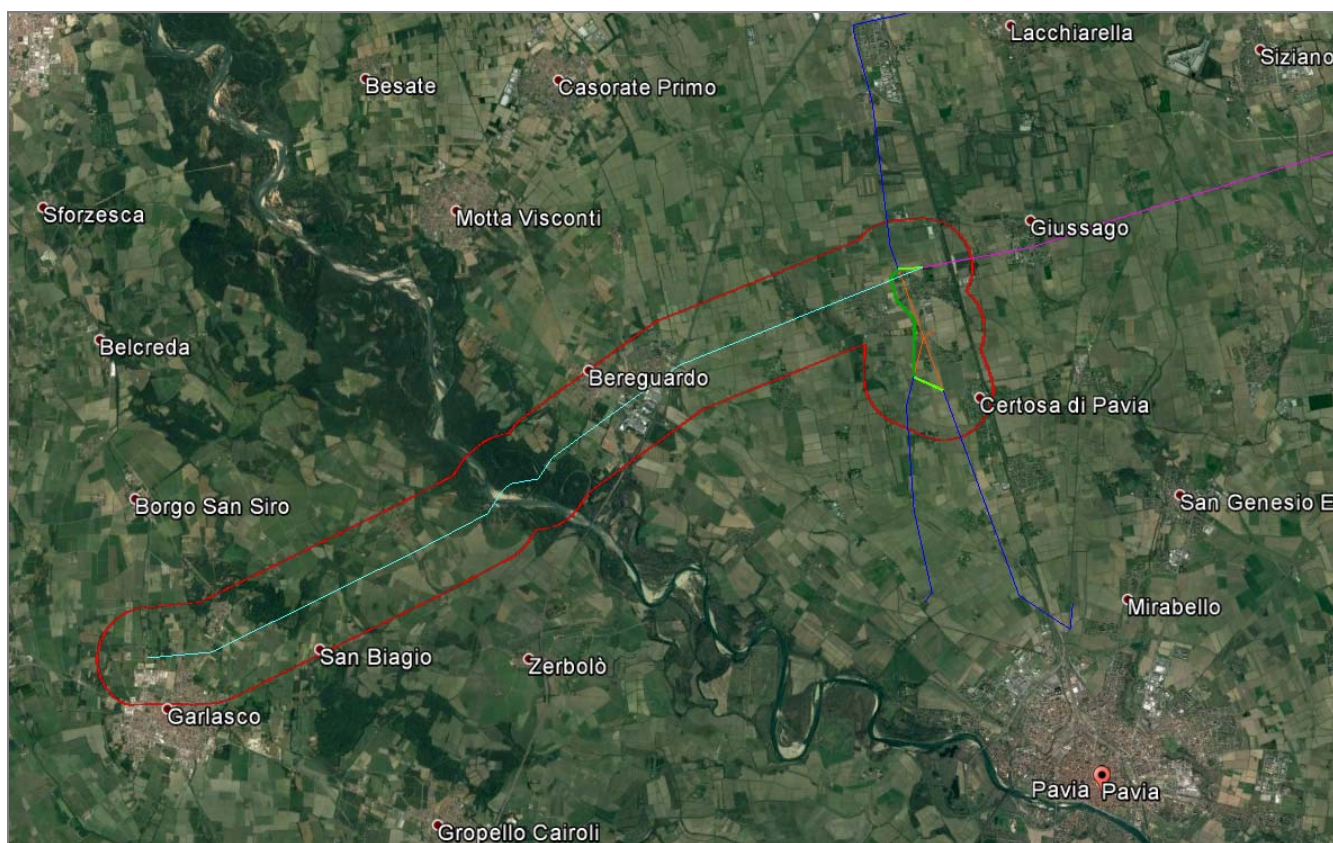 Lacchiarella
Siziano
Besate
Casorate Primo
Sforzesca
Motta Visconti
Giussago
Belcreda
Bereguardo
Certosa di Pavia
Borgo San Siro
San Genesio E
Mirabello
San Biagio
Zerbolò
Garlasco
Pavia
Pavia
Gropello Cairoli